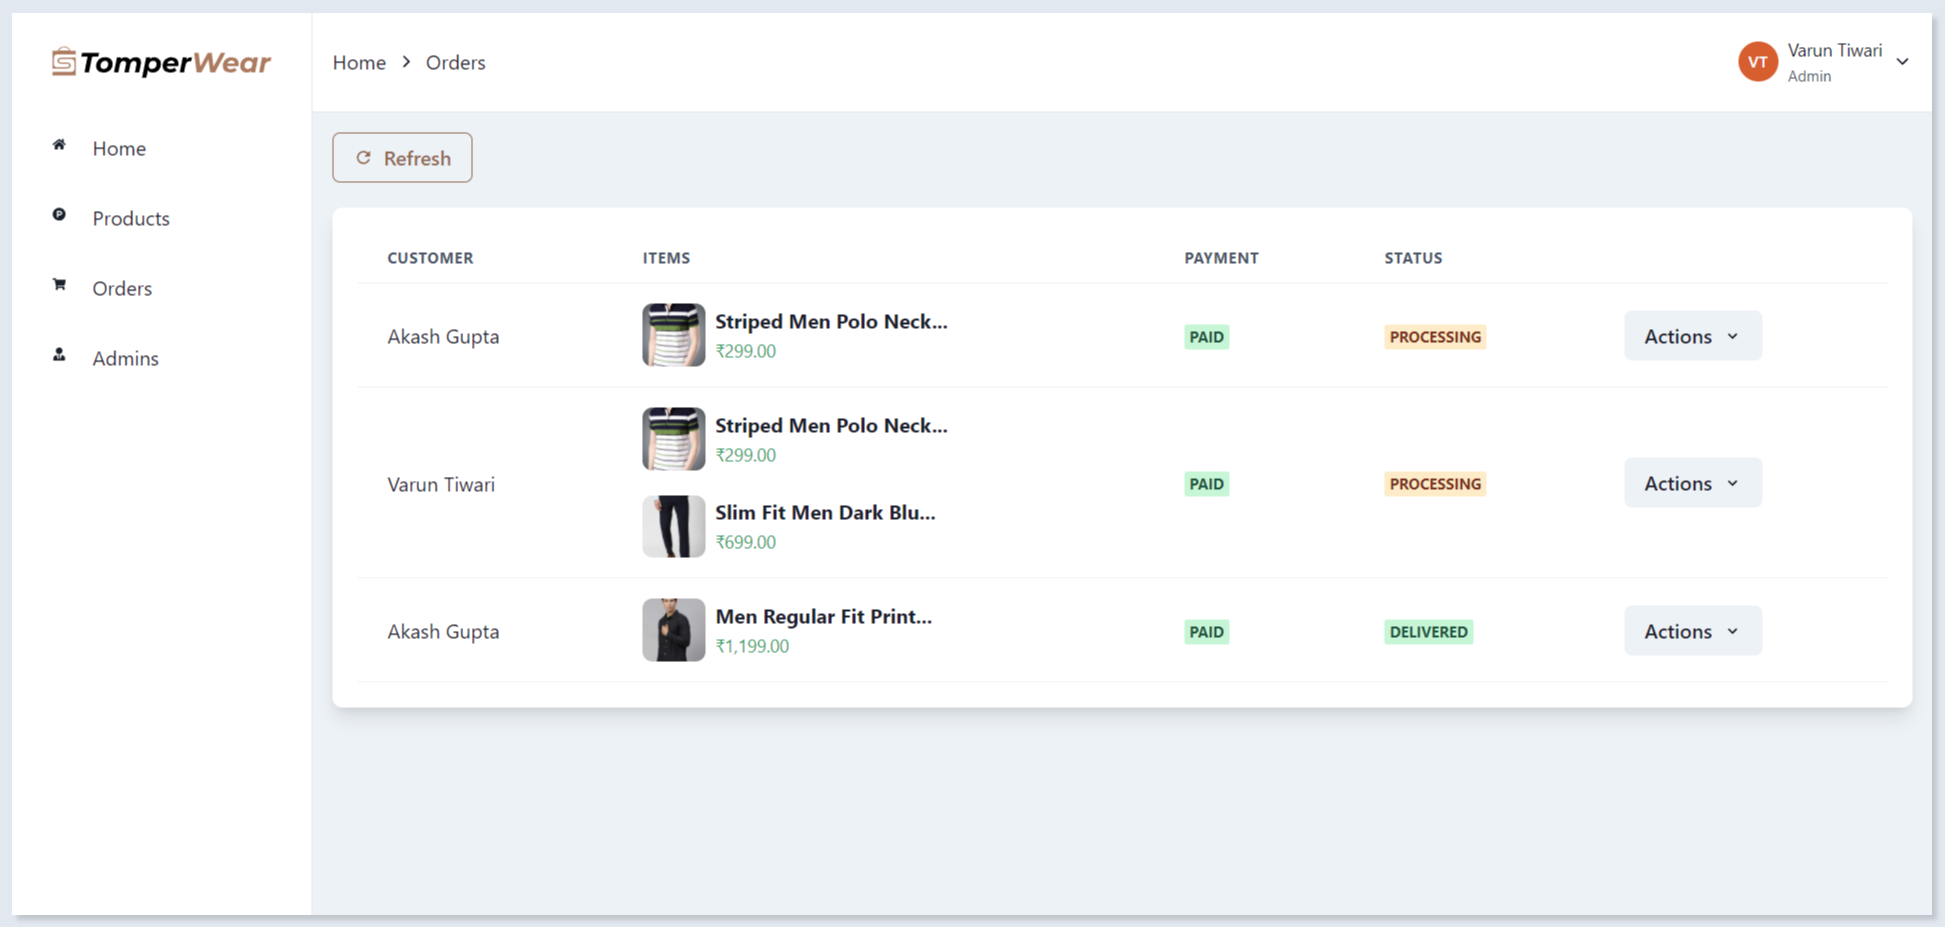 TomperWear
Home
Products
Orders
Admins
Home > Orders
VT
Varun Tiwari
Admin
Refresh
CUSTOMER ITEMS PAYMENT STATUS
Akash Gupta
Striped Men Polo Neck...
₹299.00
PAID
PROCESSING
Actions
Varun Tiwari
Striped Men Polo Neck...
₹299.00
Slim Fit Men Dark Blu...
₹699.00
PAID
PROCESSING
Actions
Akash Gupta
Men Regular Fit Print...
₹1,199.00
PAID
DELIVERED
Actions